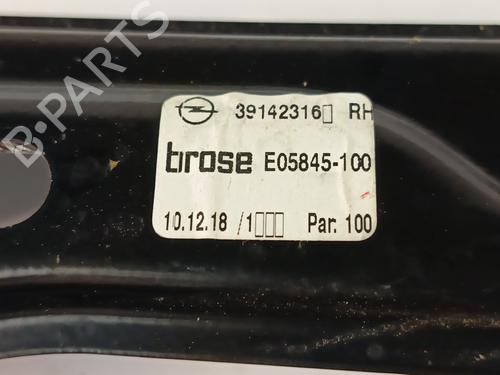 39142316▯ RH
brose E05845-100
10.12.18 /1▯▯▯ Par. 100
B-PARTS